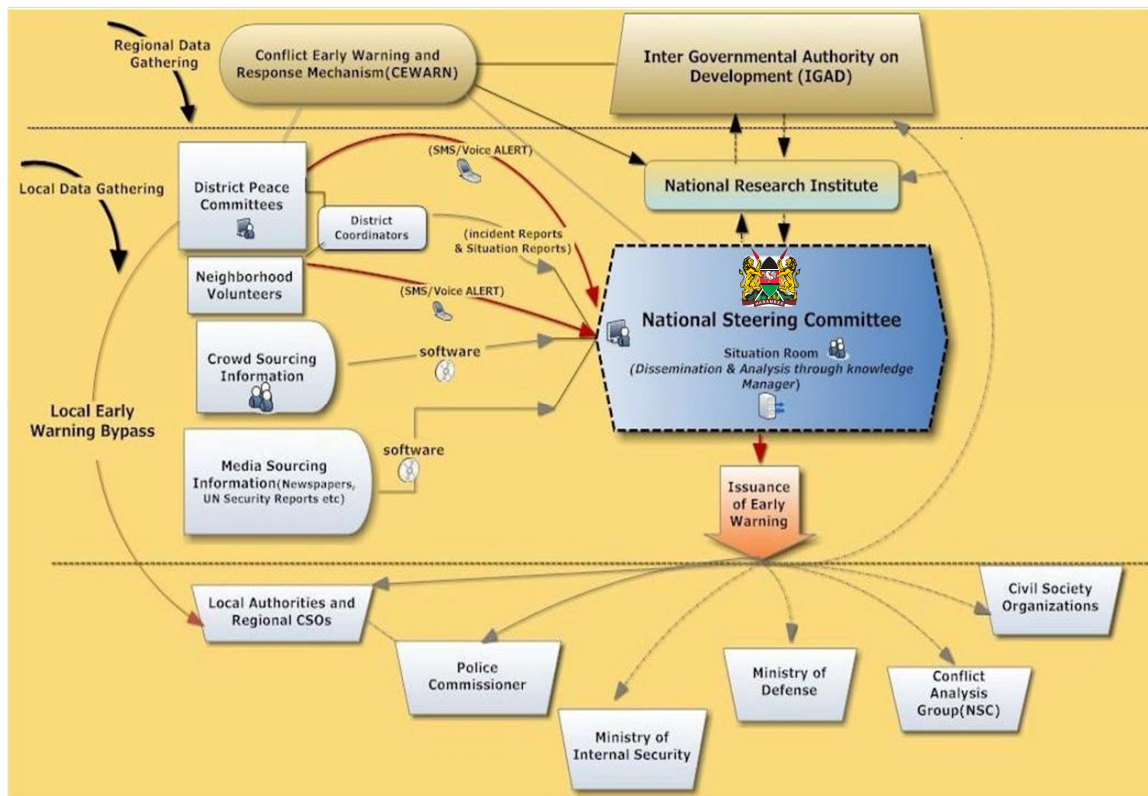 Regional Data
Gathering
Conflict Early Warning and
Response Mechanism(CEWARN)
Inter Governmental Authority on
Development (IGAD)
Local Data Gathering
District Peace
Committees
(SMS/Voice ALERT)
National Research Institute
District
Coordinators
(incident Reports
& Situation Reports)
Neighborhood
Volunteers
(SMS/Voice ALERT)
HARAMBEE
National Steering Committee
Situation Room
(Dissemination & Analysis through knowledge
Manager)
Crowd Sourcing
Information
software
Local Early
Warning Bypass
Media Sourcing
Information(Newspapers,
UN Security Reports etc)
software
Issuance
of Early
Warning
Local Authorities and
Regional CSOs
Police
Commissioner
Ministry of
Internal Security
Ministry of
Defense
Conflict
Analysis
Group(NSC)
Civil Society
Organizations